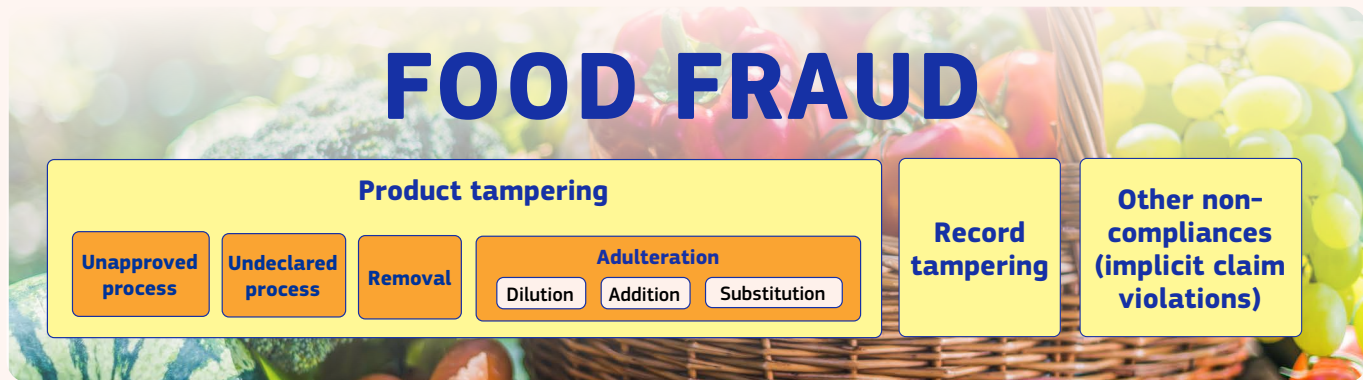 FOOD FRAUD
Product tampering
Unapproved
process
Undeclared
process
Removal
Adulteration
Dilution
Addition
Substitution
Record
tampering
Other non-
compliances
(implicit claim
violations)